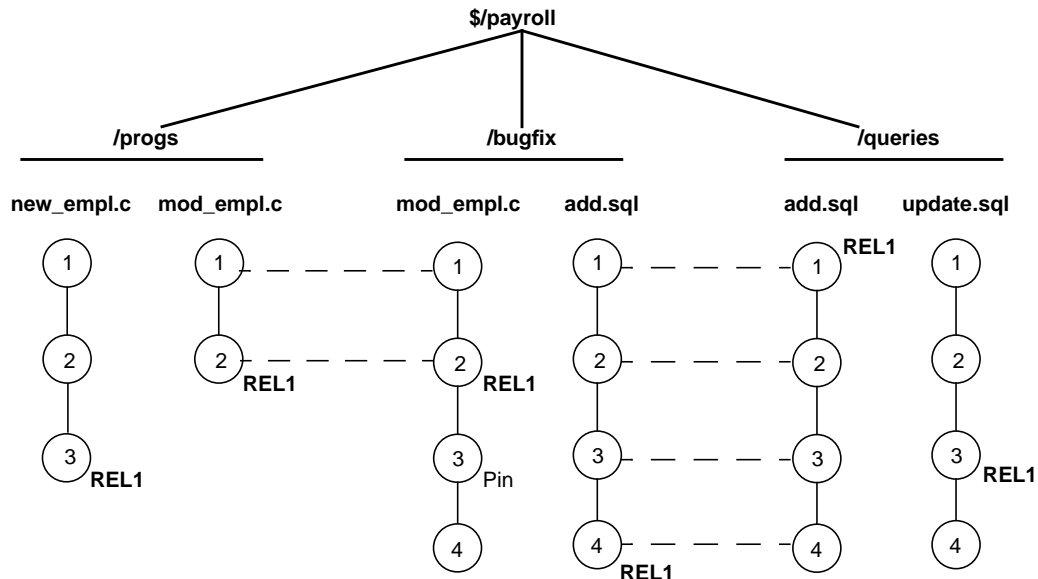 $/payroll
/progs /bugfix /queries
new_empl.c mod_empl.c mod_empl.c add.sql add.sql update.sql
REL1
1 1 1 1 1 1
2 2 2 2 2 2
REL1 REL1
3 3 3 3 3
REL1 Pin REL1
4 4 4 4
REL1